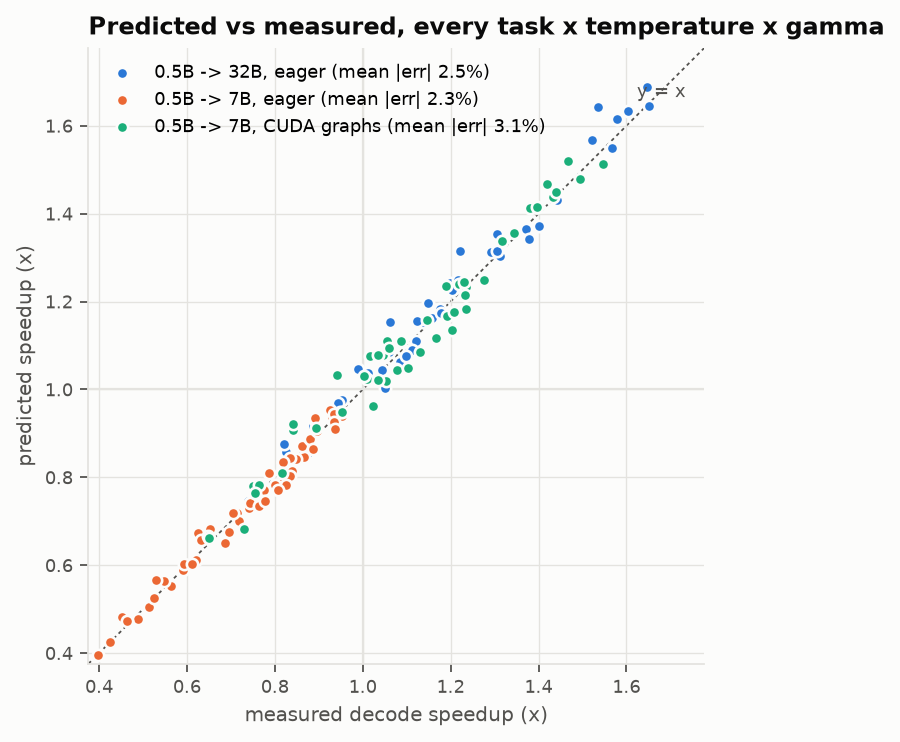 Predicted vs measured, every task x temperature x gamma
0.5B -> 32B, eager (mean |err| 2.5%)
0.5B -> 7B, eager (mean |err| 2.3%)
0.5B -> 7B, CUDA graphs (mean |err| 3.1%)
y = x
1.6
1.4
1.2
1.0
0.8
0.6
0.4
predicted speedup (x)
0.4 0.6 0.8 1.0 1.2 1.4 1.6
measured decode speedup (x)